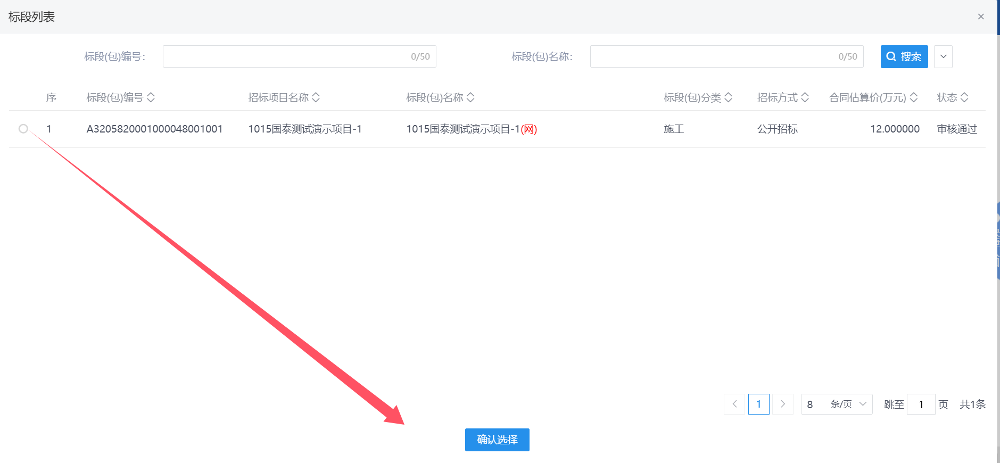 标段列表 ×
标段(包)编号： 0/50 标段(包)名称： 0/50 搜索
序 标段(包)编号 招标项目名称 标段(包)名称 标段(包)分类 招标方式 合同估算价(万元) 状态
1 A3205820001000048001001 1015国泰测试演示项目-1 1015国泰测试演示项目-1(网) 施工 公开招标 12.000000 审核通过
1 8 条/页 跳至 1 页 共1条
确认选择